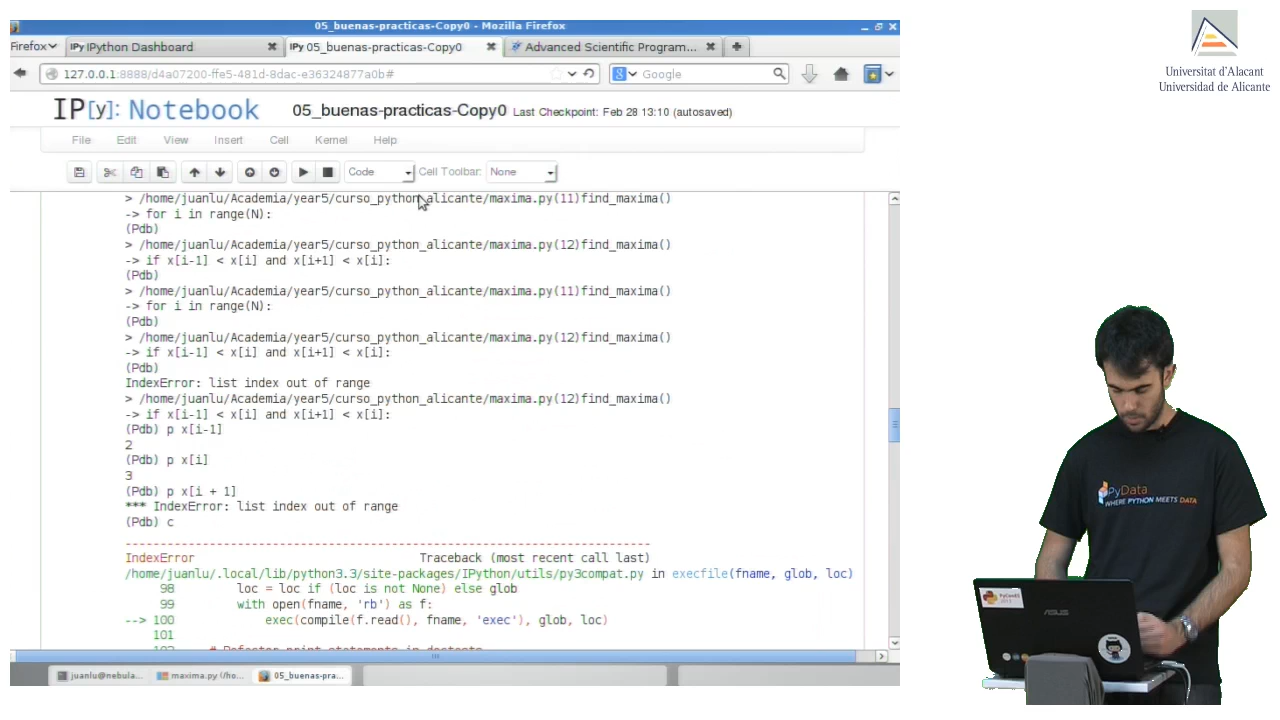 05_buenas-practicas-Copy0 - Mozilla Firefox
Firefox
IPy IPython Dashboard
IPy 05_buenas-practicas-Copy0
Advanced Scientific Program...
127.0.0.1:8888/d4a07200-ffe5-481d-8dac-e36324877a0b#
Google
IP[y]: Notebook
05_buenas-practicas-Copy0 Last Checkpoint: Feb 28 13:10 (autosaved)
File Edit View Insert Cell Kernel Help
Code Cell Toolbar: None
> /home/juanlu/Academia/year5/curso_python_alicante/maxima.py(11)find_maxima()
-> for i in range(N):
(Pdb)
> /home/juanlu/Academia/year5/curso_python_alicante/maxima.py(12)find_maxima()
-> if x[i-1] < x[i] and x[i+1] < x[i]:
(Pdb)
> /home/juanlu/Academia/year5/curso_python_alicante/maxima.py(11)find_maxima()
-> for i in range(N):
(Pdb)
> /home/juanlu/Academia/year5/curso_python_alicante/maxima.py(12)find_maxima()
-> if x[i-1] < x[i] and x[i+1] < x[i]:
(Pdb)
IndexError: list index out of range
> /home/juanlu/Academia/year5/curso_python_alicante/maxima.py(12)find_maxima()
-> if x[i-1] < x[i] and x[i+1] < x[i]:
(Pdb) p x[i-1]
2
(Pdb) p x[i]
3
(Pdb) p x[i + 1]
*** IndexError: list index out of range
(Pdb) c
---------------------------------------------------------------------------
IndexError Traceback (most recent call last)
/home/juanlu/.local/lib/python3.3/site-packages/IPython/utils/py3compat.py in execfile(fname, glob, loc)
98 loc = loc if (loc is not None) else glob
99 with open(fname, 'rb') as f:
--> 100 exec(compile(f.read(), fname, 'exec'), glob, loc)
101
juanlu@nebula...
maxima.py (/ho...
05_buenas-pra...
Universitat d'Alacant
Universidad de Alicante
PyData
WHERE PYTHON MEETS DATA
ASUS